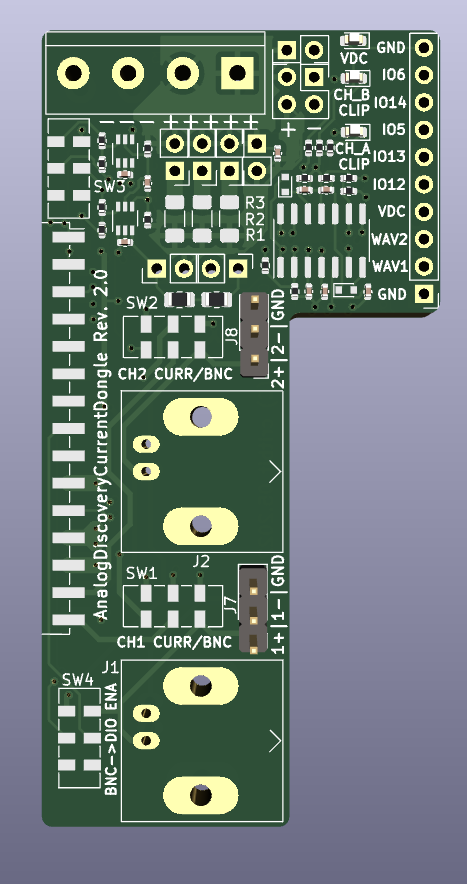 GND
VDC
IO6
CH_B
CLIP
IO14
+ -
IO5
- - - - + + + + +
CH_A
CLIP
IO13
SW3
IO12
R3
VDC
R2
R1
WAV2
WAV1
GND
SW2
J8
2+|2-|GND
CH2 CURR/BNC
AnalogDiscoveryCurrentDongle Rev. 2.0
J2
SW1
J7
1+|1-|GND
CH1 CURR/BNC
J1
SW4
BNC->DIO ENA